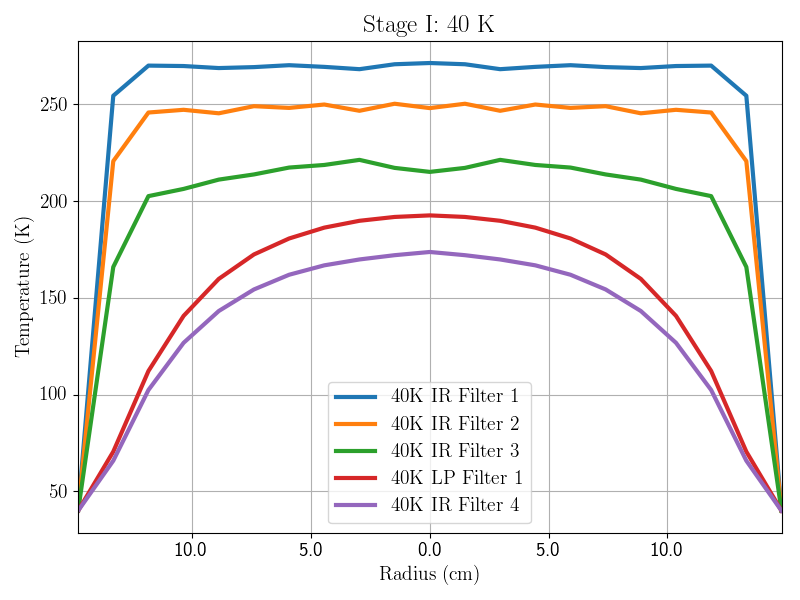 Stage I: 40 K
Temperature (K)
250
200
150
100
50
40K IR Filter 1
40K IR Filter 2
40K IR Filter 3
40K LP Filter 1
40K IR Filter 4
10.0 5.0 0.0 5.0 10.0
Radius (cm)